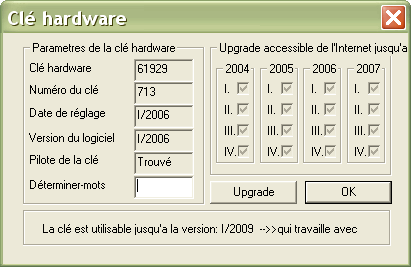 Clé hardware
Parametres de la clé hardware
Clé hardware 61929
Numéro du clé 713
Date de réglage I/2006
Version du logiciel I/2006
Pilote de la clé Trouvé
Déterminer-mots
Upgrade accessible de l'Internet jusqu'a
2004 2005 2006 2007
I. I. I. I.
II. II. II. II.
III. III. III. III.
IV. IV. IV. IV.
Upgrade OK
La clé est utilisable jusqu'a la version: I/2009 -->>qui travaille avec